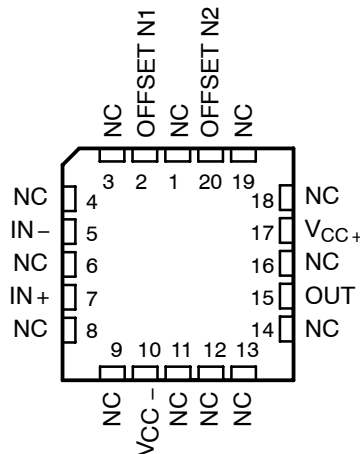 NC
OFFSET N1
NC
OFFSET N2
NC
3 2 1 20 19
NC 4
IN− 5
NC 6
IN+ 7
NC 8
18 NC
17 VCC+
16 NC
15 OUT
14 NC
9 10 11 12 13
NC
VCC−
NC
NC
NC